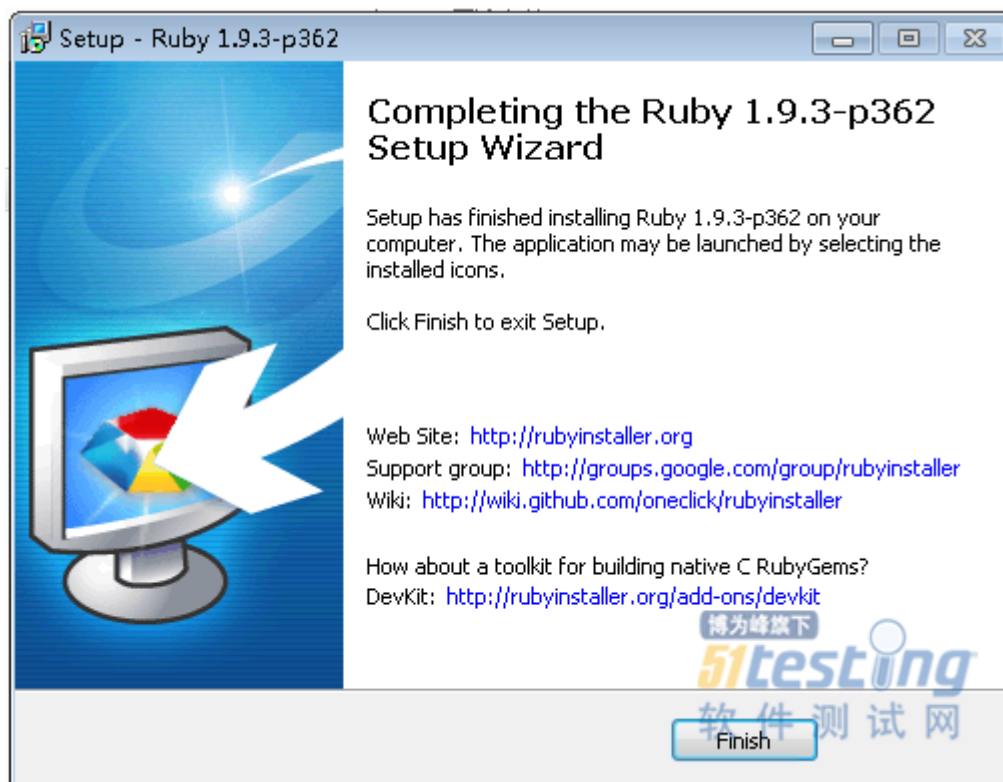 Setup - Ruby 1.9.3-p362
Completing the Ruby 1.9.3-p362
Setup Wizard
Setup has finished installing Ruby 1.9.3-p362 on your
computer. The application may be launched by selecting the
installed icons.
Click Finish to exit Setup.
Web Site: http://rubyinstaller.org
Support group: http://groups.google.com/group/rubyinstaller
Wiki: http://wiki.github.com/oneclick/rubyinstaller
How about a toolkit for building native C RubyGems?
DevKit: http://rubyinstaller.org/add-ons/devkit
博为峰旗下
51testing
软件测试网
Finish